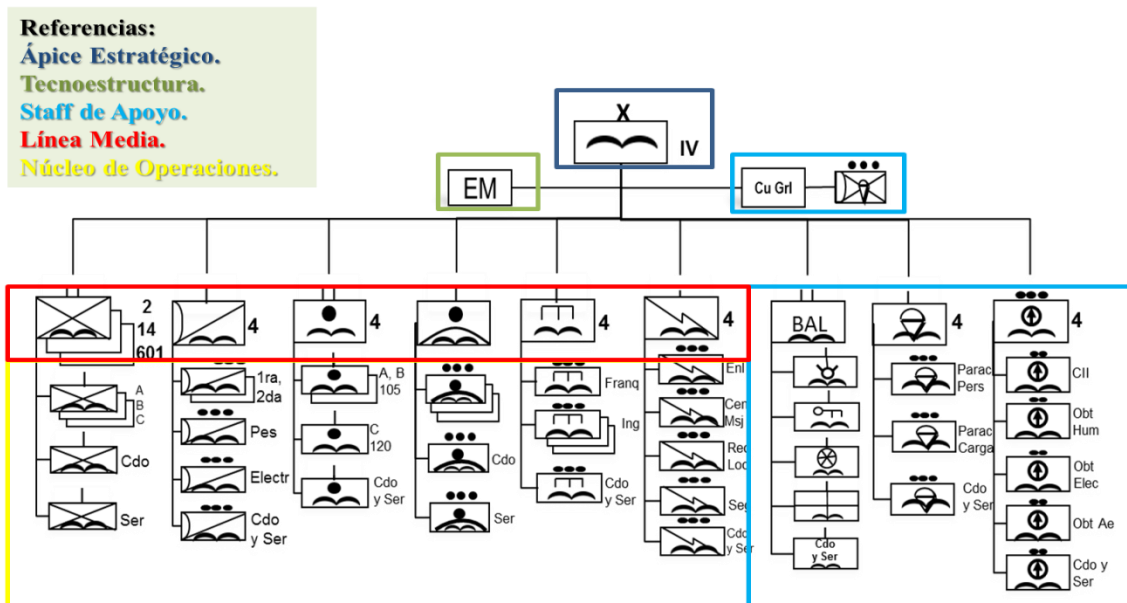 Referencias:
Ápice Estratégico.
Tecnoestructura.
Staff de Apoyo.
Línea Media.
Núcleo de Operaciones.
X
IV
EM
Cu Grl
2
14
601
4
4
4
4
BAL
4
4
A
B
C
Cdo
Ser
1ra,
2da
Pes
Electr
Cdo
y Ser
A, B
105
C
120
Cdo
y Ser
Cdo
Ser
Franq
Ing
Cdo
y Ser
Enl
Cen
Msj
Red
Loc
Seg
Cdo
y Ser
Cdo
y Ser
Parac
Pers
Parac
Carga
Cdo
y Ser
CII
Obt
Hum
Obt
Elec
Obt Ae
Cdo y
Ser